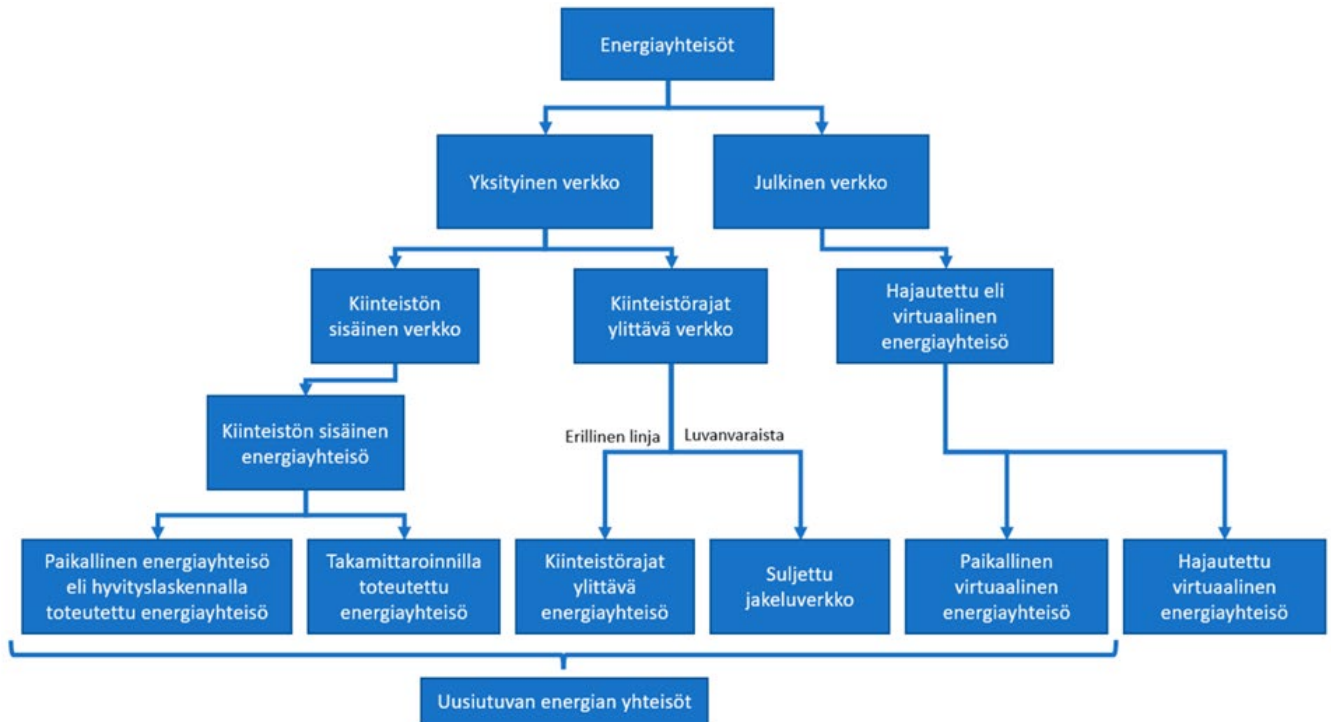 Energiayhteisöt
Yksityinen verkko
Julkinen verkko
Kiinteistön
sisäinen verkko
Kiinteistörajat
ylittävä verkko
Hajautettu eli
virtuaalinen
energiayhteisö
Kiinteistön sisäinen
energiayhteisö
Erillinen linja
Luvanvaraista
Paikallinen energiayhteisö
eli hyvityslaskennalla
toteutettu energiayhteisö
Takamittaroinnilla
toteutettu
energiayhteisö
Kiinteistörajat
ylittävä
energiayhteisö
Suljettu
jakeluverkko
Paikallinen
virtuaalinen
energiayhteisö
Hajautettu
virtuaalinen
energiayhteisö
Uusiutuvan energian yhteisöt